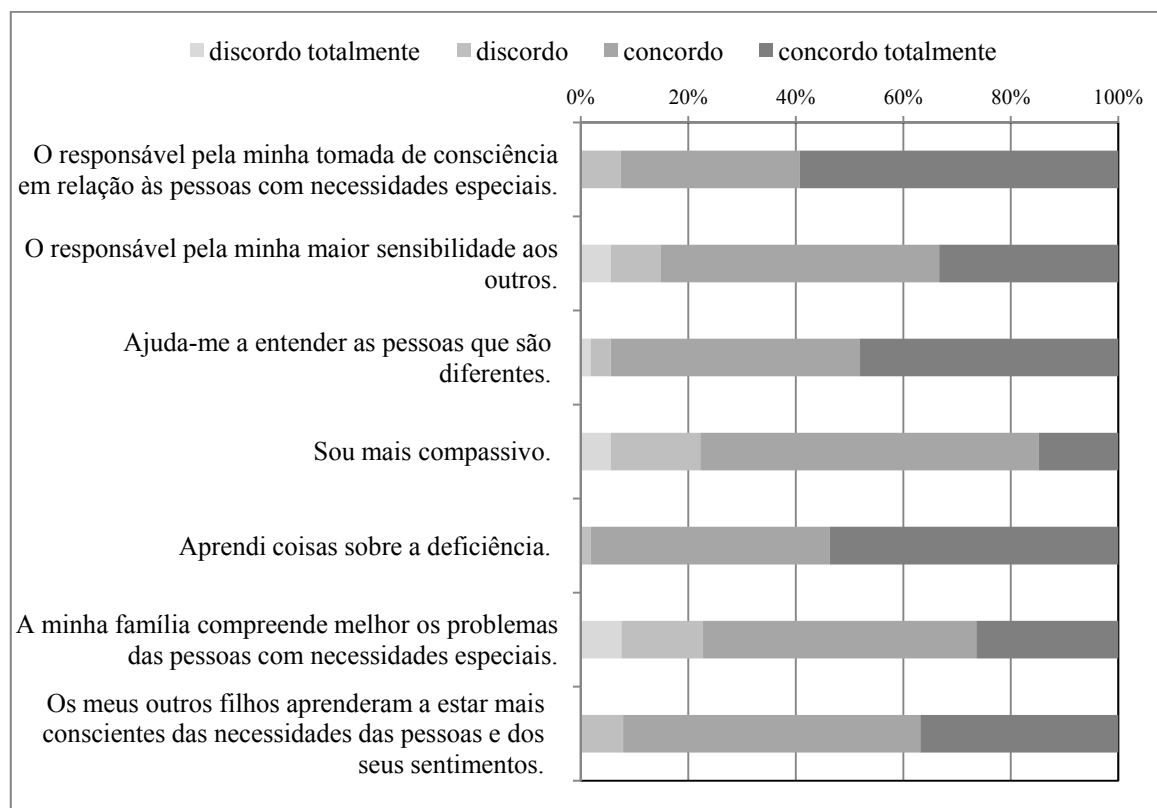 discordo totalmente discordo concordo concordo totalmente
0% 20% 40% 60% 80% 100%
O responsável pela minha tomada de consciência
em relação às pessoas com necessidades especiais.
O responsável pela minha maior sensibilidade aos
outros.
Ajuda-me a entender as pessoas que são
diferentes.
Sou mais compassivo.
Aprendi coisas sobre a deficiência.
A minha família compreende melhor os problemas
das pessoas com necessidades especiais.
Os meus outros filhos aprenderam a estar mais
conscientes das necessidades das pessoas e dos
seus sentimentos.